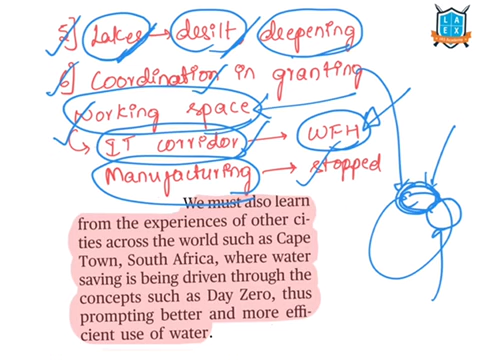 L A
E X
5] Lakes → desilt, deepening
6] Coordination in granting
Working space
↳ IT corridor → WFH
Manufacturing → stopped
We must also learn
from the experiences of other ci-
ties across the world such as Cape
Town, South Africa, where water
saving is being driven through the
concepts such as Day Zero, thus
prompting better and more effi-
cient use of water.